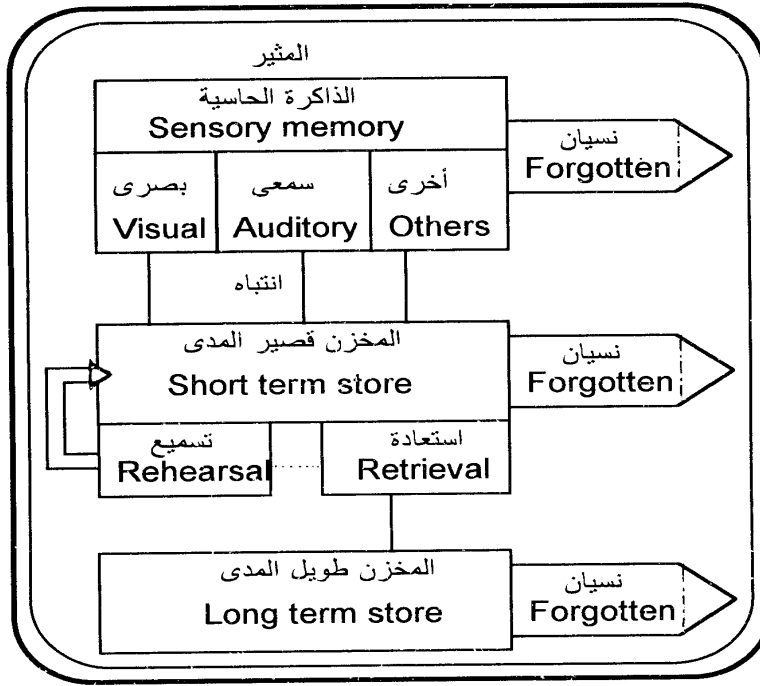 المثير
الذاكرة الحاسية
Sensory memory
نسيان
Forgotten
بصرى
Visual
سمعى
Auditory
أخرى
Others
انتباه
المخزن قصير المدى
Short term store
نسيان
Forgotten
تسميع
Rehearsal
استعادة
Retrieval
المخزن طويل المدى
Long term store
نسيان
Forgotten